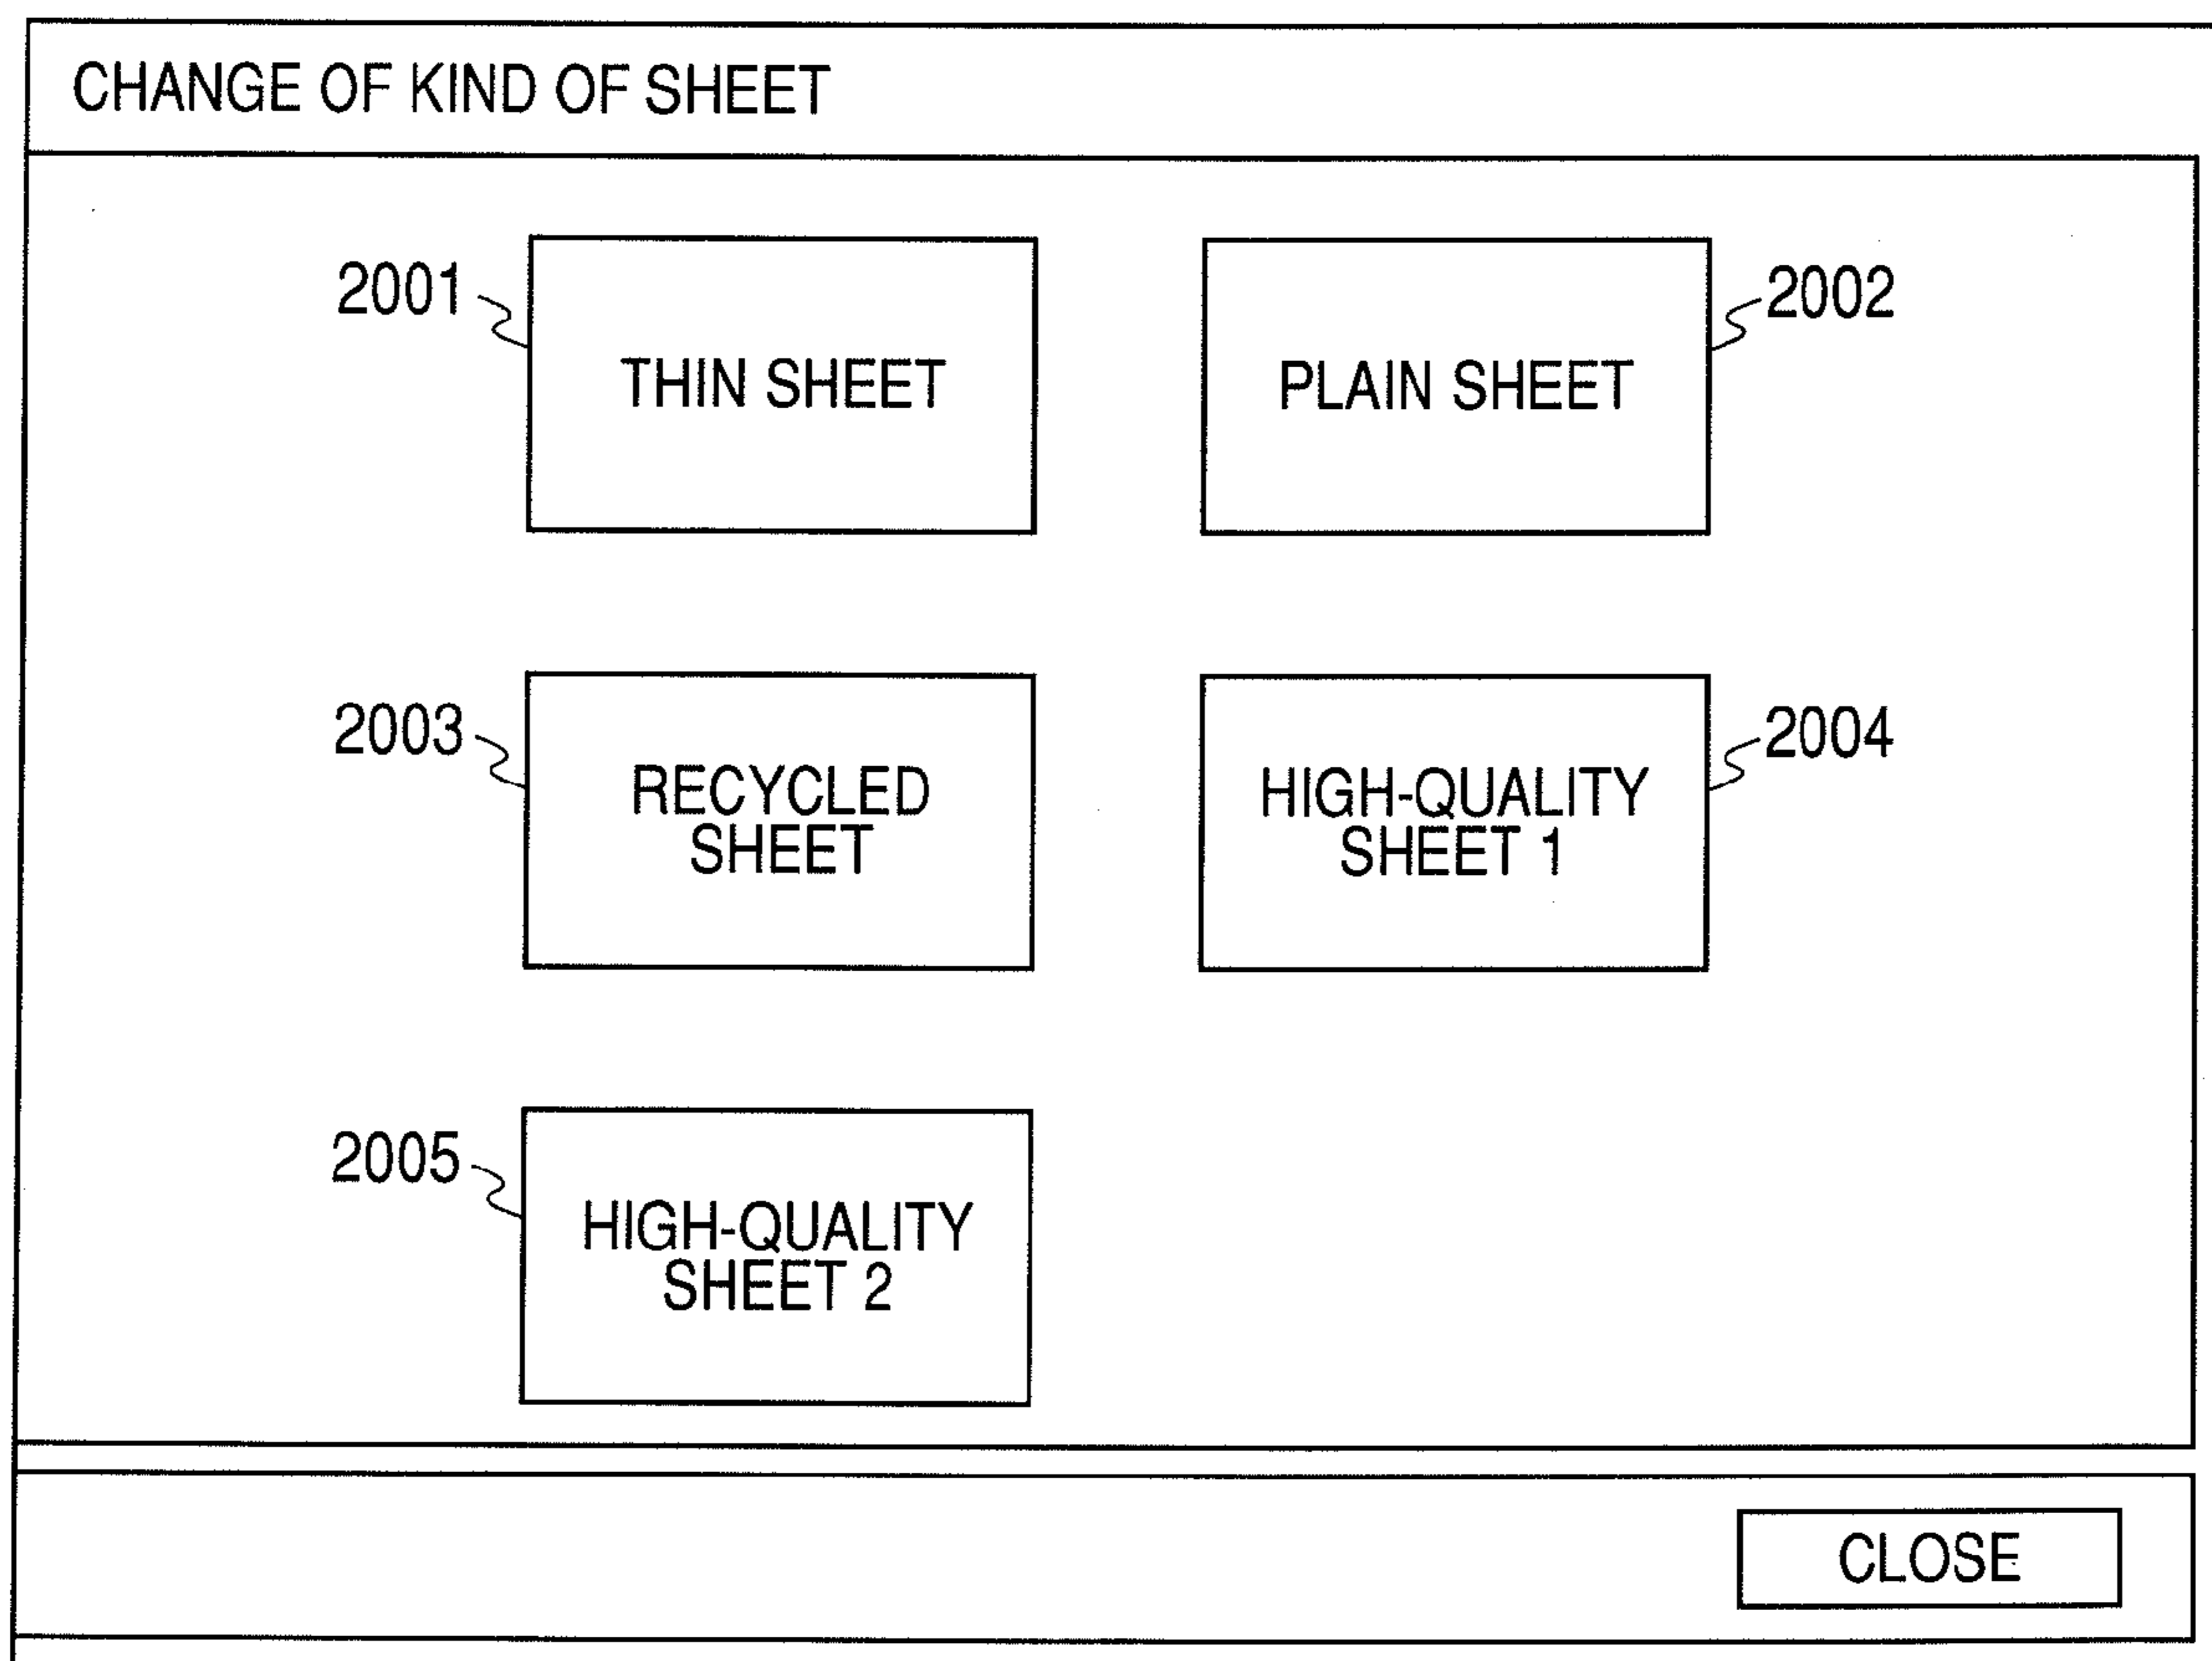 CHANGE OF KIND OF SHEET
2001
THIN SHEET
PLAIN SHEET
2002
2003
RECYCLED
SHEET
HIGH-QUALITY
SHEET 1
2004
2005
HIGH-QUALITY
SHEET 2
CLOSE